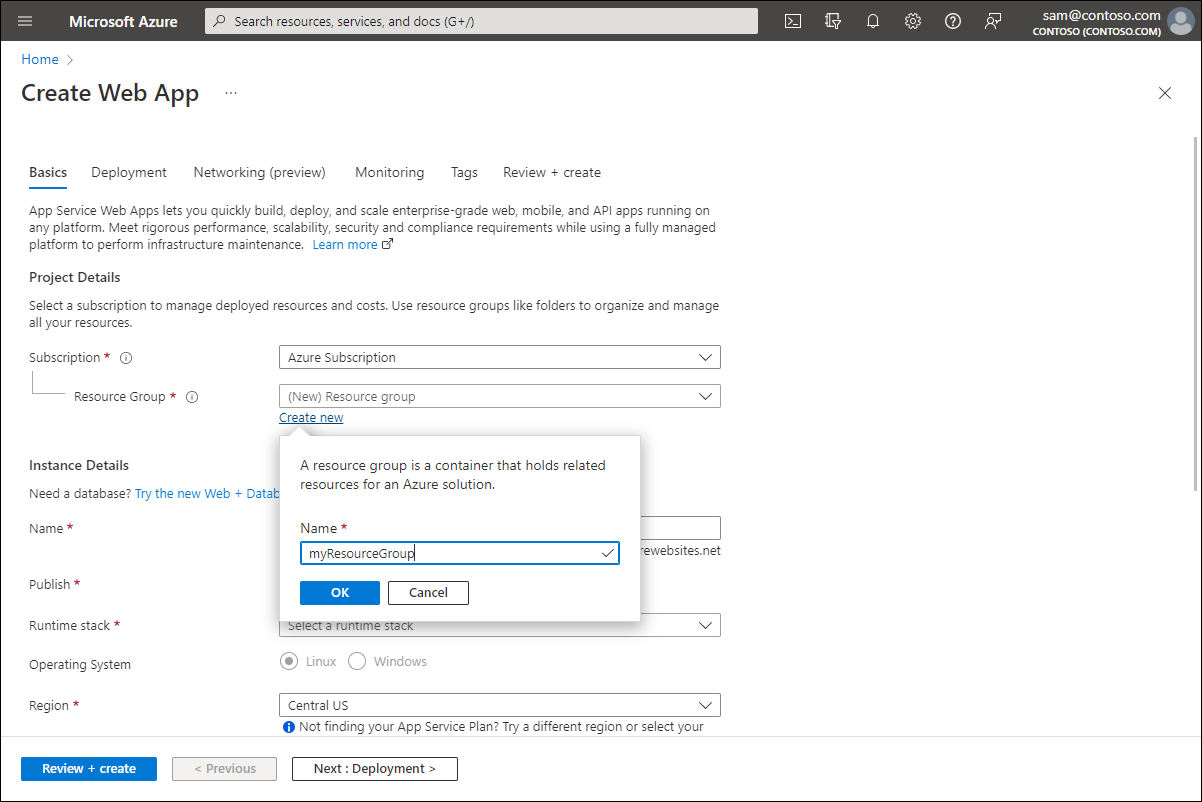 Microsoft Azure
Search resources, services, and docs (G+/)
sam@contoso.com
CONTOSO (CONTOSO.COM)
Home >
Create Web App ...
Basics Deployment Networking (preview) Monitoring Tags Review + create
App Service Web Apps lets you quickly build, deploy, and scale enterprise-grade web, mobile, and API apps running on
any platform. Meet rigorous performance, scalability, security and compliance requirements while using a fully managed
platform to perform infrastructure maintenance. Learn more
Project Details
Select a subscription to manage deployed resources and costs. Use resource groups like folders to organize and manage
all your resources.
Subscription * Azure Subscription
Resource Group * (New) Resource group
Create new
A resource group is a container that holds related
resources for an Azure solution.
Name *
myResourceGroup
OK Cancel
Instance Details
Need a database? Try the new Web + Datab
Name *
rewebsites.net
Publish *
Runtime stack * Select a runtime stack
Operating System Linux Windows
Region * Central US
Not finding your App Service Plan? Try a different region or select your
Review + create < Previous Next : Deployment >